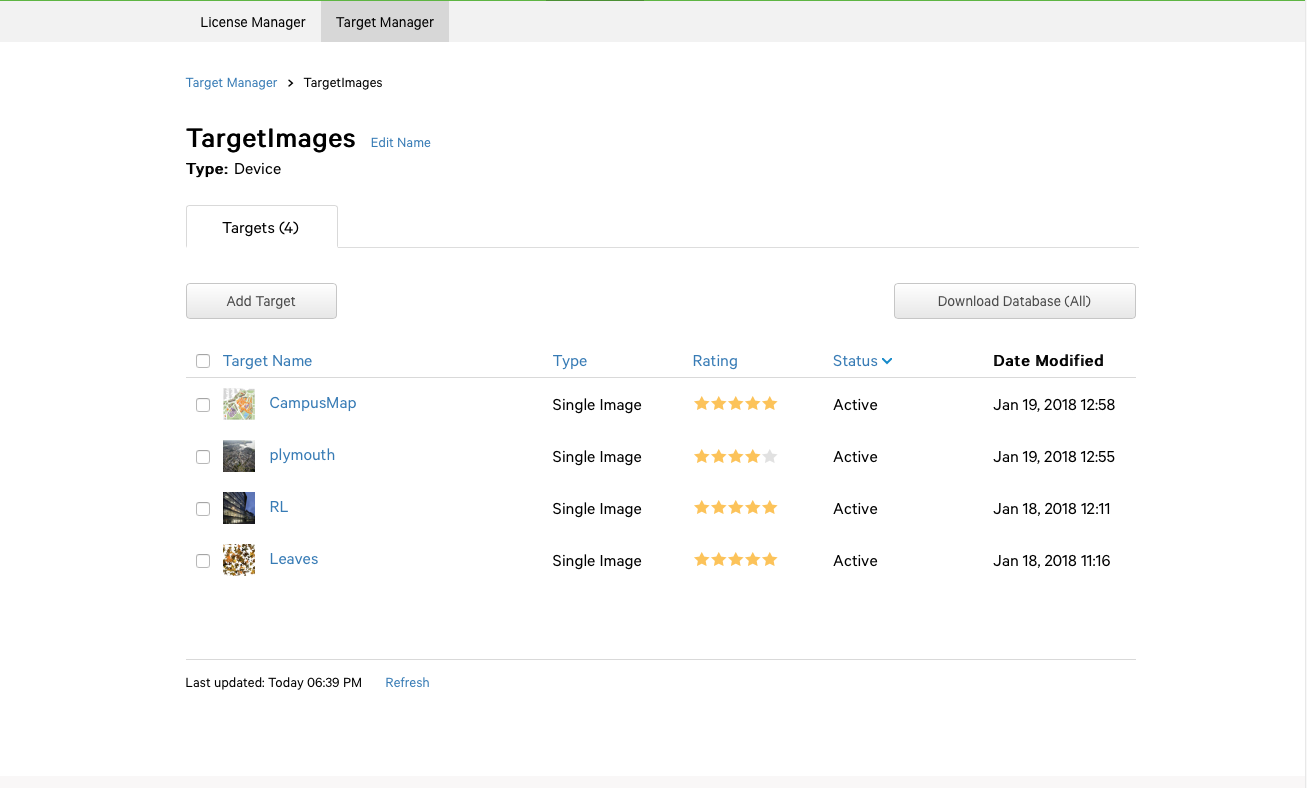 License Manager Target Manager
Target Manager > TargetImages
TargetImages Edit Name
Type: Device
Targets (4)
Add Target Download Database (All)
Target Name Type Rating Status Date Modified
CampusMap Single Image Active Jan 19, 2018 12:58
plymouth Single Image Active Jan 19, 2018 12:55
RL Single Image Active Jan 18, 2018 12:11
Leaves Single Image Active Jan 18, 2018 11:16
Last updated: Today 06:39 PM Refresh